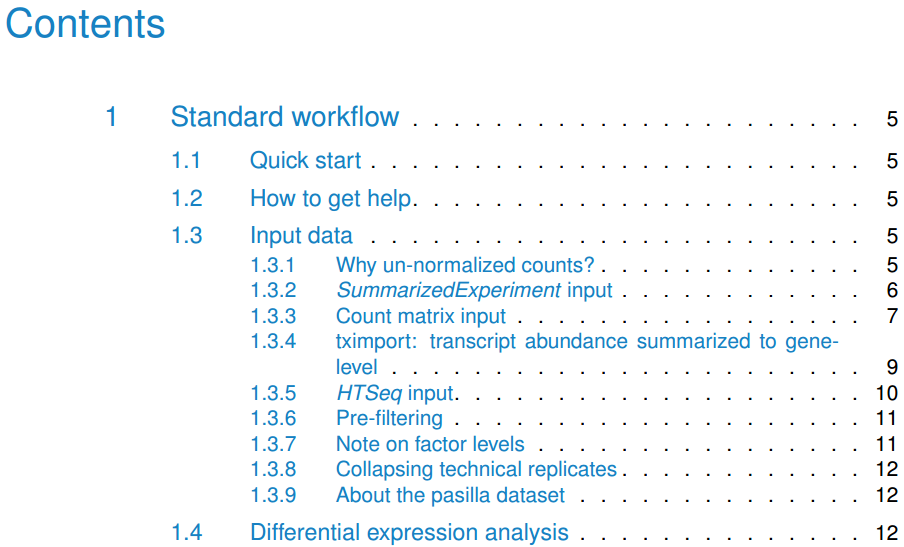 Contents
1 Standard workflow . . . . . . . . . . . . . . . . . . . . . . . 5
1.1 Quick start . . . . . . . . . . . . . . . . . . . . . . . . 5
1.2 How to get help. . . . . . . . . . . . . . . . . . . . . . 5
1.3 Input data . . . . . . . . . . . . . . . . . . . . . . . . 5
1.3.1 Why un-normalized counts? . . . . . . . . . . . . . 5
1.3.2 SummarizedExperiment input . . . . . . . . . . . . 6
1.3.3 Count matrix input . . . . . . . . . . . . . . . . . 7
1.3.4 tximport: transcript abundance summarized to gene-
level . . . . . . . . . . . . . . . . . . . . . . . 9
1.3.5 HTSeq input. . . . . . . . . . . . . . . . . . . . 10
1.3.6 Pre-filtering . . . . . . . . . . . . . . . . . . . . 11
1.3.7 Note on factor levels . . . . . . . . . . . . . . . . 11
1.3.8 Collapsing technical replicates . . . . . . . . . . . . 12
1.3.9 About the pasilla dataset . . . . . . . . . . . . . . 12
1.4 Differential expression analysis . . . . . . . . . . . . . . 12